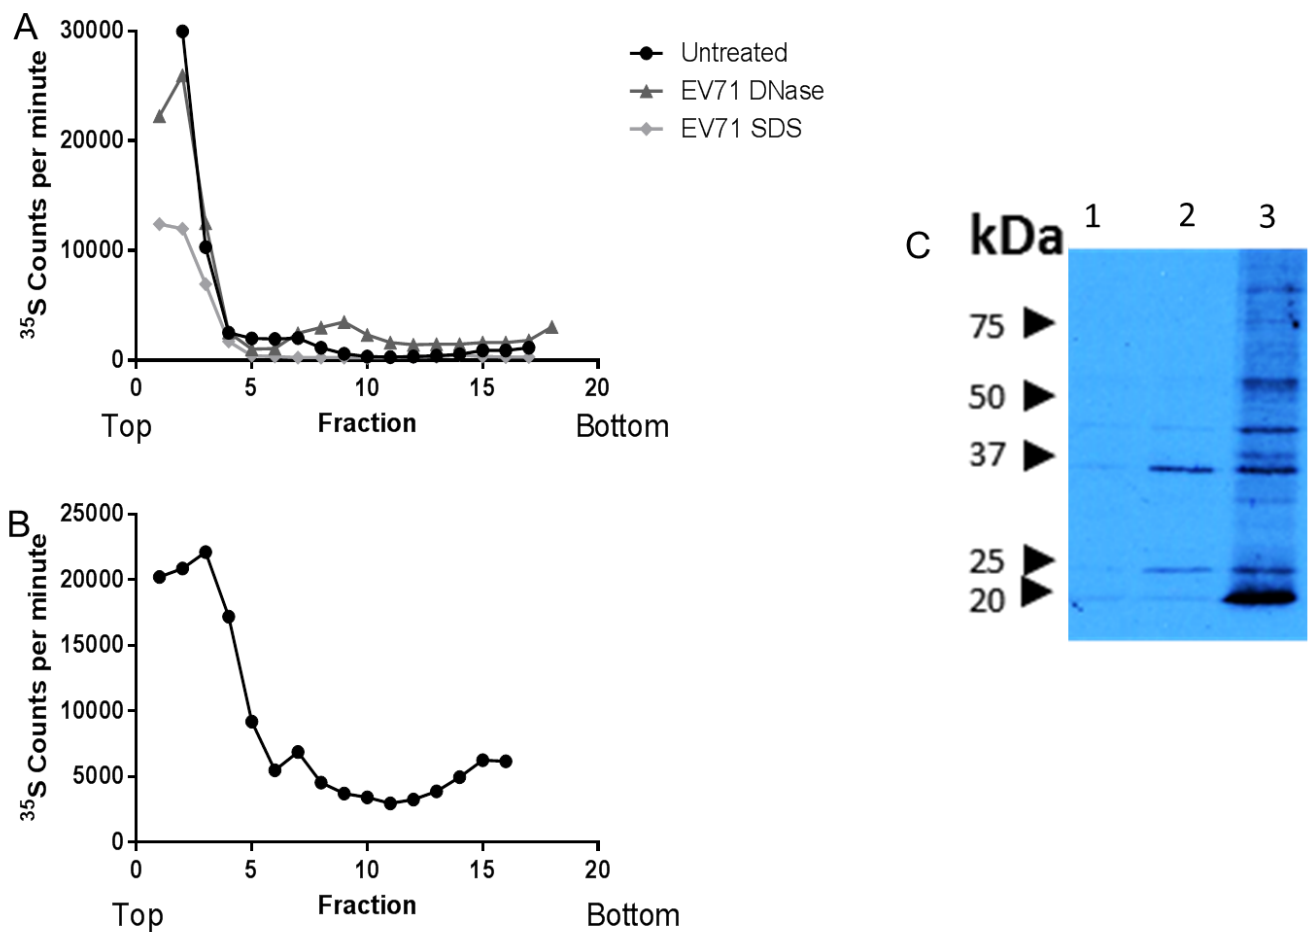 A
30000
20000
10000
0
35S Counts per minute
0 5 10 15 20
Top Fraction Bottom
Untreated
EV71 DNase
EV71 SDS
B
25000
20000
15000
10000
5000
0
35S Counts per minute
0 5 10 15 20
Top Fraction Bottom
C kDa 1 2 3
75
50
37
25
20